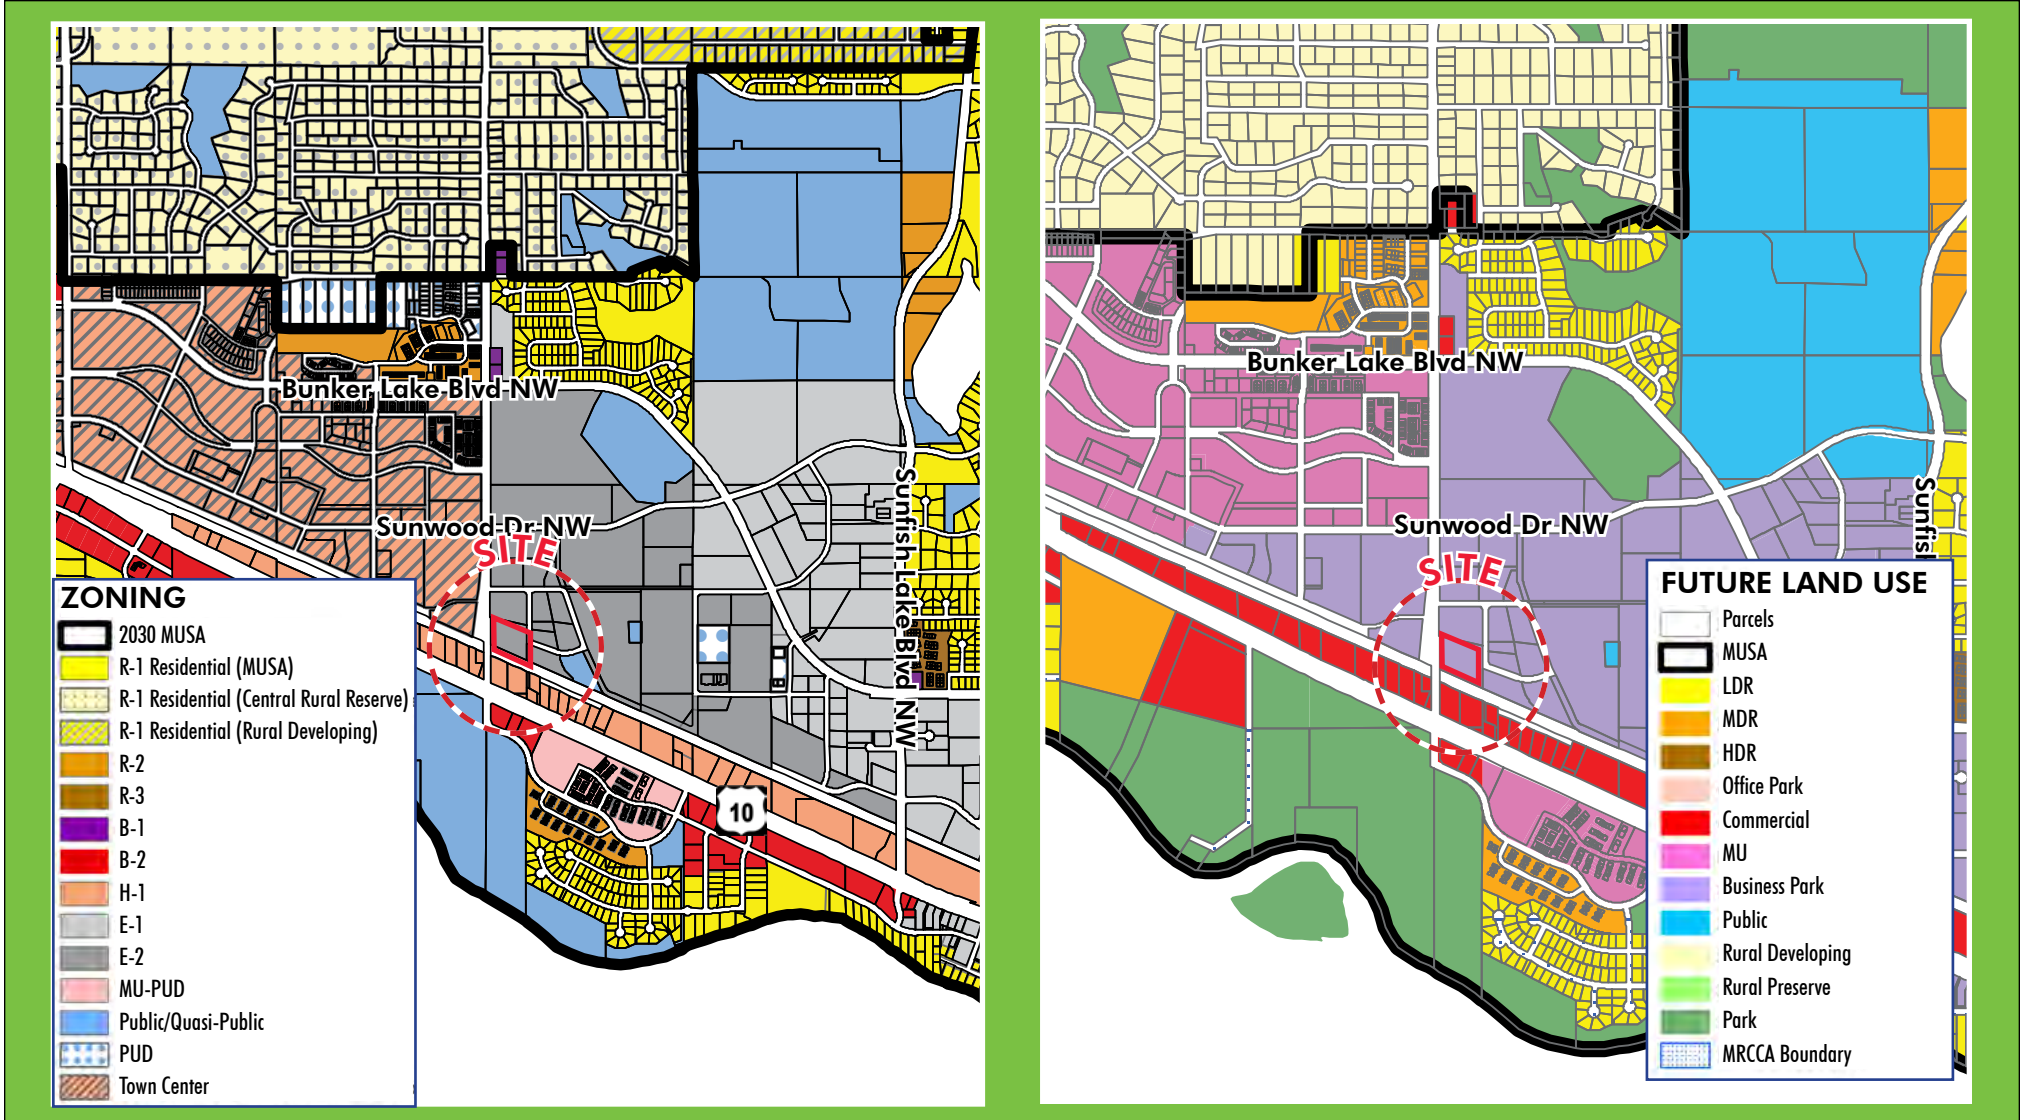 Bunker Lake Blvd NW
Sunwood Dr NW
SITE
Sunfish Lake Blvd NW
10
ZONING
2030 MUSA
R-1 Residential (MUSA)
R-1 Residential (Central Rural Reserve)
R-1 Residential (Rural Developing)
R-2
R-3
B-1
B-2
H-1
E-1
E-2
MU-PUD
Public/Quasi-Public
PUD
Town Center
Bunker Lake Blvd NW
Sunwood Dr NW
SITE
Sunfis
FUTURE LAND USE
Parcels
MUSA
LDR
MDR
HDR
Office Park
Commercial
MU
Business Park
Public
Rural Developing
Rural Preserve
Park
MRCCA Boundary